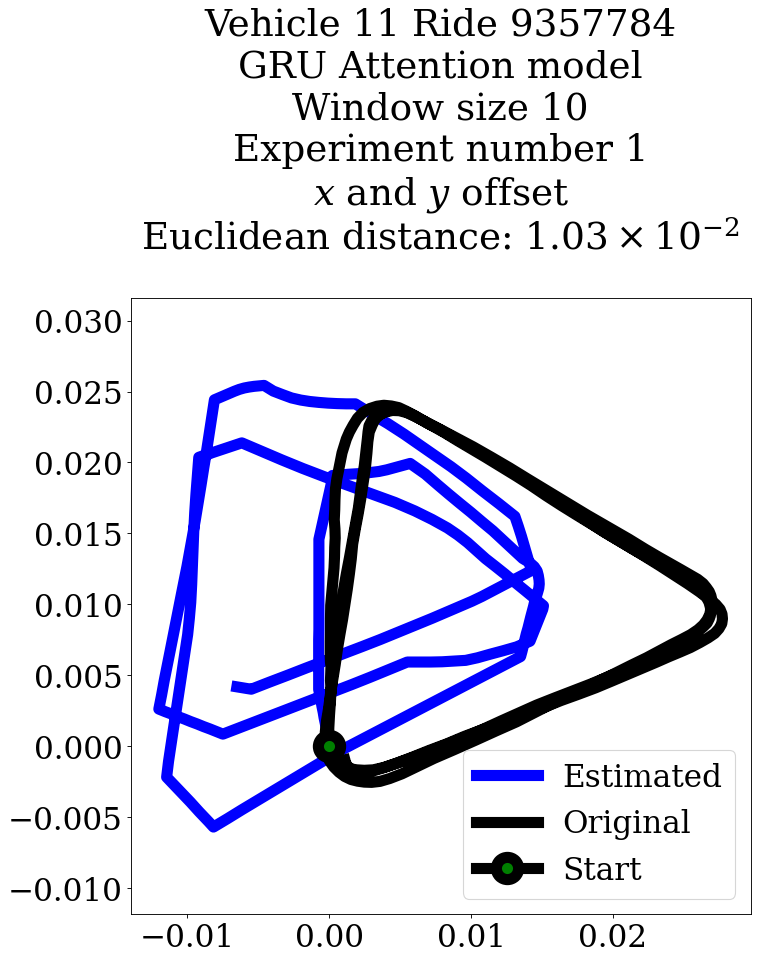 Vehicle 11 Ride 9357784
GRU Attention model
Window size 10
Experiment number 1
x and y offset
Euclidean distance: 1.03 × 10⁻²
0.030
0.025
0.020
0.015
0.010
0.005
0.000
−0.005
−0.010
−0.01
0.00
0.01
0.02
Estimated
Original
Start